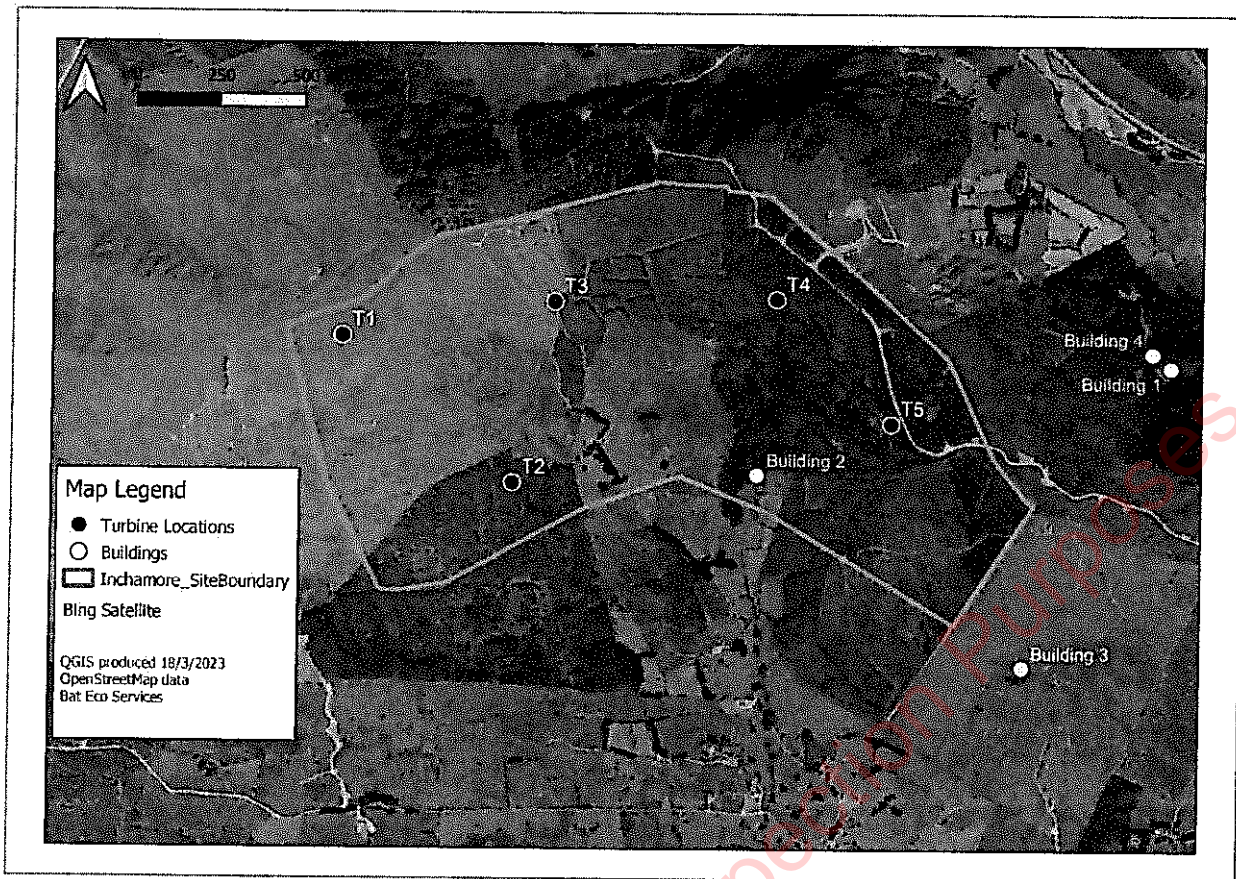 250
500
T3
T4
T1
Building 4
Building 1
T5
Building 2
T2
Map Legend
Turbine Locations
Buildings
Inchamore_SiteBoundary
Bing Satellite
QGIS produced 18/3/2023
OpenStreetMap data
Bat Eco Services
Building 3
pection Purposes